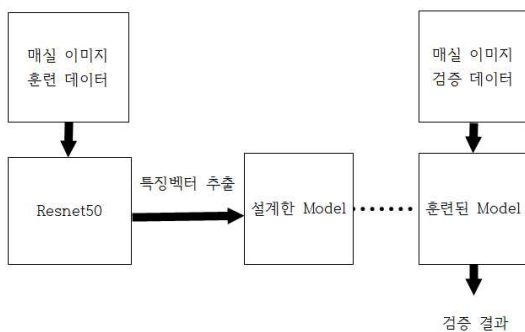 매실 이미지
훈련 데이터
매실 이미지
검증 데이터
특징벡터 추출
Resnet50
설계한 Model
훈련된 Model
검증 결과